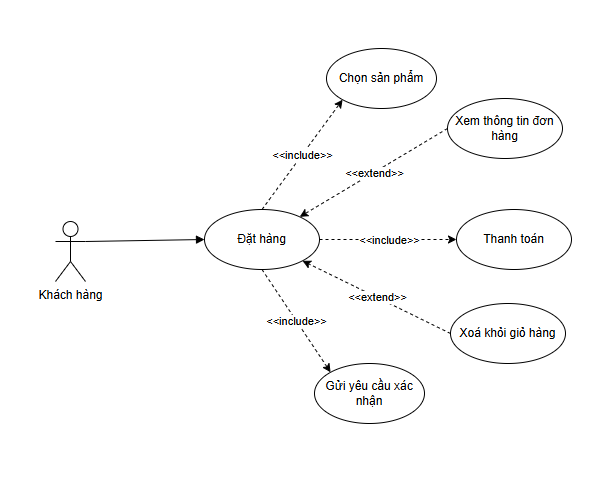 Chọn sản phẩm
Xem thông tin đơn
hàng
<<include>>
<<extend>>
Đặt hàng
<<include>>
Thanh toán
Khách hàng
<<extend>>
<<include>>
Xoá khỏi giỏ hàng
Gửi yêu cầu xác
nhận